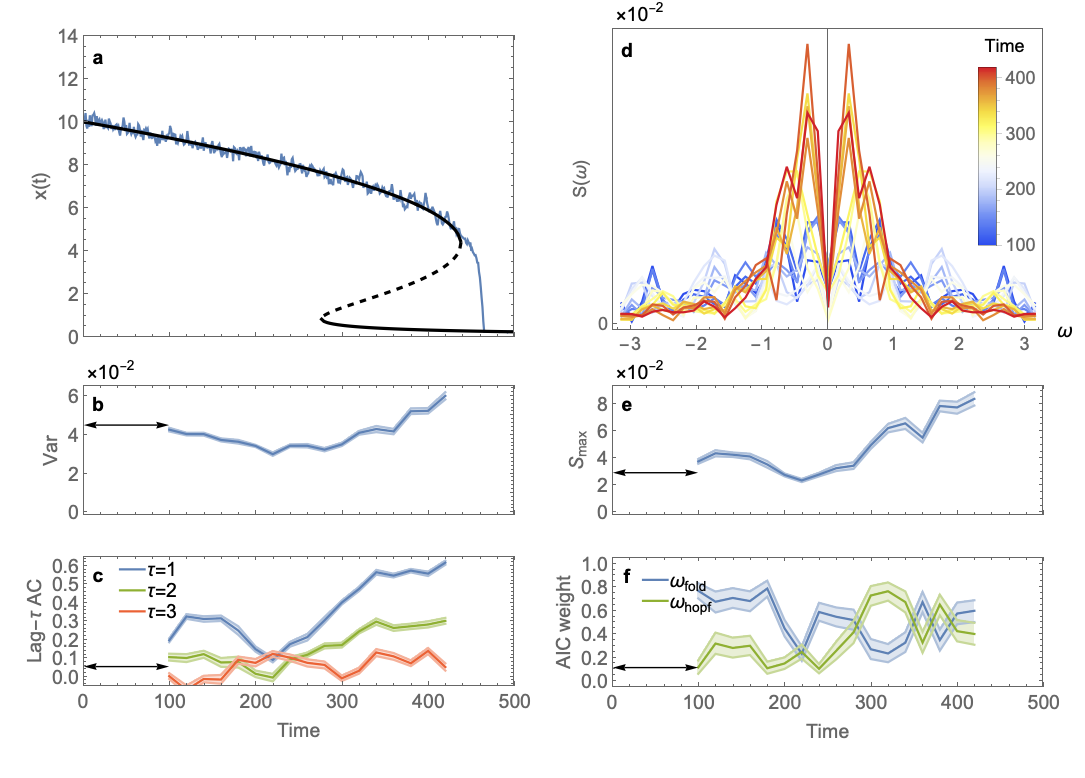 a
14
12
10
8
6
4
2
0
x(t)
×10⁻²
d
Time
400
300
200
100
S(ω)
0
−3 −2 −1 0 1 2 3 ω
×10⁻²
b
6
4
2
0
Var
×10⁻²
e
8
6
4
2
0
Smax
c
τ=1
τ=2
τ=3
0.6
0.5
0.4
0.3
0.2
0.1
0.0
Lag−τ AC
0 100 200 300 400 500
Time
f
ωfold
ωhopf
1.0
0.8
0.6
0.4
0.2
0.0
AIC weight
0 100 200 300 400 500
Time